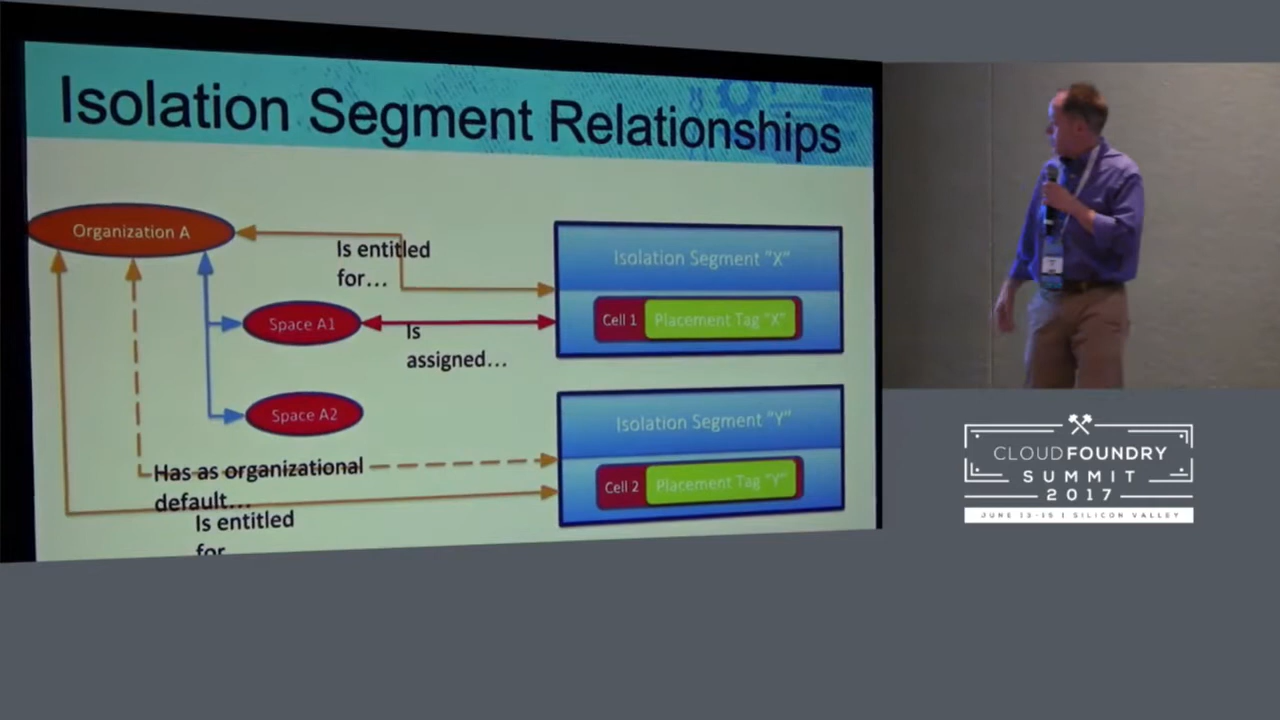 Isolation Segment Relationships
Organization A
Is entitled
for...
Isolation Segment "X"
Cell 1
Placement Tag "X"
Space A1
Is
assigned...
Space A2
Isolation Segment "Y"
Cell 2
Placement Tag "Y"
Has as organizational
default...
Is entitled
for
CLOUD FOUNDRY
SUMMIT
2017
JUNE 13-15 | SILICON VALLEY